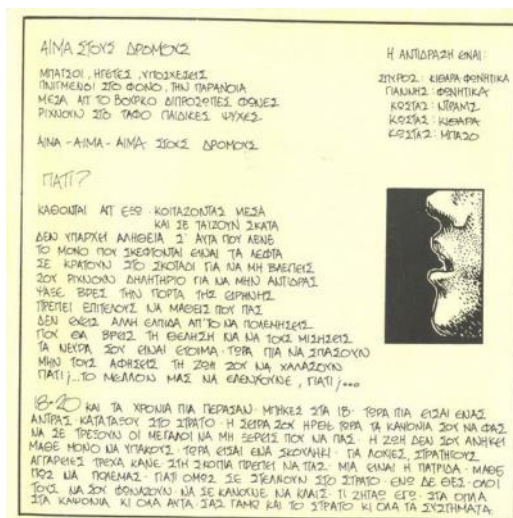 ΑΙΜΑ ΣΤΟΥΣ ΔΡΟΜΟΥΣ
ΜΠΑΤΣΟΙ, ΗΓΕΤΕΣ, ΥΠΟΣΧΕΣΕΙΣ
ΠΝΙΓΜΕΝΟΙ ΣΤΟ ΦΟΝΟ, ΤΗΝ ΠΑΡΑΝΟΙΑ
ΜΕΣΑ ΑΠ ΤΟ ΒΟΥΡΚΟ ΔΙΠΡΟΣΩΠΕΣ ΦΩΝΕΣ
ΡΙΧΝΟΥΝ ΣΤΟ ΤΑΦΟ ΠΑΙΔΙΚΕΣ ΨΥΧΕΣ
ΑΙΜΑ - ΑΙΜΑ - ΑΙΜΑ ΣΤΟΥΣ ΔΡΟΜΟΥΣ
Η ΑΝΤΙΔΡΑΣΗ ΕΙΝΑΙ:
ΣΠΥΡΟΣ: ΚΙΘΑΡΑ ΦΩΝΗΤΙΚΑ
ΓΙΑΝΝΗΣ: ΦΩΝΗΤΙΚΑ
ΚΩΣΤΑΣ: ΝΤΡΑΜΣ
ΚΩΣΤΑΣ: ΚΙΘΑΡΑ
ΚΩΣΤΑΣ: ΜΠΑΣΟ
ΓΙΑΤΙ?
ΚΑΘΟΝΤΑΙ ΑΠ ΕΞΩ ΚΟΙΤΑΖΟΝΤΑΣ ΜΕΣΑ
ΚΑΙ ΣΕ ΤΑΙΖΟΥΝ ΣΚΑΤΑ
ΔΕΝ ΥΠΑΡΧΕΙ ΑΛΗΘΕΙΑ Σ' ΑΥΤΑ ΠΟΥ ΛΕΝΕ
ΤΟ ΜΟΝΟ ΠΟΥ ΣΚΕΦΤΟΝΤΑΙ ΕΙΝΑΙ ΤΑ ΛΕΦΤΑ
ΣΕ ΚΡΑΤΟΥΝ ΣΤΟ ΣΚΟΤΑΔΙ ΓΙΑ ΝΑ ΜΗ ΒΛΕΠΕΙΣ
ΣΟΥ ΡΙΧΝΟΥΝ ΔΗΛΗΤΗΡΙΟ ΓΙΑ ΝΑ ΜΗΝ ΑΝΤΙΔΡΑΣ
ΨΑΞΕ ΒΡΕΣ ΤΗΝ ΠΟΡΤΑ ΤΗΣ ΕΙΡΗΝΗΣ
ΠΡΕΠΕΙ ΕΠΙΤΕΛΟΥΣ ΝΑ ΜΑΘΕΙΣ ΠΟΥ ΠΑΣ
ΔΕΝ ΕΧΕΙΣ ΑΛΛΗ ΕΛΠΙΔΑ ΑΠ'ΤΟ ΝΑ ΠΟΛΕΜΗΣΕΙΣ
ΠΟΥ ΘΑ ΒΡΕΙΣ ΤΗ ΘΕΛΗΣΗ ΝΑ ΝΑ ΤΟΥΣ ΜΙΣΗΣΕΙΣ
ΤΑ ΝΕΥΡΑ ΣΟΥ ΕΙΝΑΙ ΕΤΟΙΜΑ ΤΩΡΑ ΠΙΑ ΝΑ ΣΠΑΣΟΥΝ
ΜΗΝ ΤΟΥΣ ΑΦΗΣΕΙΣ ΤΗ ΖΩΗ ΣΟΥ ΝΑ ΧΑΛΑΣΟΥΝ
ΓΙΑΤΙ;...ΤΟ ΜΕΛΛΟΝ ΜΑΣ ΝΑ ΕΛΕΝΧΟΥΝΕ, ΓΙΑΤΙ;...
18-20 ΚΑΙ ΤΑ ΧΡΟΝΙΑ ΠΙΑ ΠΕΡΑΣΑΝ ΜΠΗΚΕΣ ΣΤΑ 18 ΤΩΡΑ ΠΙΑ ΕΙΣΑΙ ΕΝΑΣ
ΑΝΤΡΑΣ ΚΑΤΑΤΑΞΟΥ ΣΤΟ ΣΤΡΑΤΟ Η ΣΕΙΡΑ ΣΟΥ ΗΡΘΕ ΤΩΡΑ ΤΑ ΚΑΝΟΝΙΑ ΣΟΥ ΝΑ ΦΑΣ
ΝΑ ΣΕ ΤΡΕΞΟΥΝ ΟΙ ΜΕΓΑΛΟΙ ΝΑ ΜΗ ΞΕΡΕΙΣ ΠΟΥ ΝΑ ΠΑΣ Η ΖΩΗ ΔΕΝ ΣΟΥ ΑΝΗΚΕΙ
ΜΑΘΕ ΜΟΝΟ ΝΑ ΥΠΑΚΟΥΣ ΤΩΡΑ ΕΙΣΑΙ ΕΝΑ ΣΚΟΥΛΗΚΙ ΓΙΑ ΛΟΧΙΕΣ, ΣΤΡΑΤΗΓΟΥΣ
ΑΓΓΑΡΕΙΕΣ ΤΡΕΧΑ ΚΑΝΕ ΣΤΗ ΣΚΟΠΙΑ ΠΡΕΠΕΙ ΝΑ ΠΑΣ ΜΙΑ ΕΙΝΑΙ Η ΠΑΤΡΙΔΑ ΜΑΘΕ
ΠΩΣ ΝΑ ΠΟΛΕΜΑΣ ΓΙΑΤΙ ΟΜΩΣ ΣΕ ΣΤΕΛΛΟΥΝ ΣΤΟ ΣΤΡΑΤΟ ΕΝΩ ΔΕ ΘΕΣ ΟΛΟΙ
ΤΟΥΣ ΝΑ ΣΟΥ ΦΩΝΑΖΟΥΝ ΝΑ ΣΕ ΚΑΝΟΥΝΕ ΝΑ ΚΛΑΙΣ ΤΙ ΖΗΤΑΩ ΕΓΩ ΣΤΑ ΟΠΛΑ
ΣΤΑ ΚΑΝΟΝΙΑ ΚΙ ΟΛΑ ΑΥΤΑ ΣΑΣ ΓΑΜΩ ΚΑΙ ΤΟ ΣΤΡΑΤΟ ΚΙ ΟΛΑ ΤΑ ΣΥΣΤΗΜΑΤΑ.